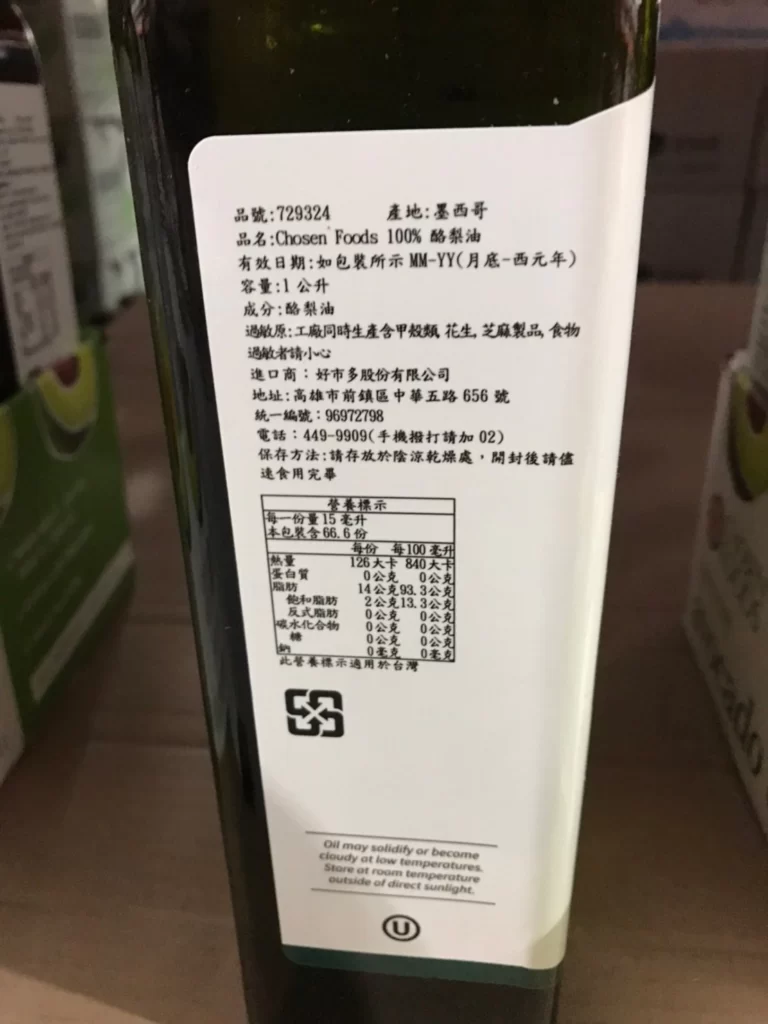 品號:729324 產地:墨西哥
品名:Chosen Foods 100% 酪梨油
有效日期:如包裝所示 MM-YY(月底-西元年)
容量:1 公升
成分:酪梨油
過敏原:工廠同時生產含甲殼類, 花生, 芝麻製品, 食物
過敏者請小心
進口商：好市多股份有限公司
地址:高雄市前鎮區中華五路 656 號
統一編號：96972798
電話：449-9909(手機撥打請加 02)
保存方法:請存放於陰涼乾燥處，開封後請儘
速食用完畢
營養標示
每一份量 15 毫升
本包裝含 66.6 份
每份 每100 毫升
熱量 126 大卡 840 大卡
蛋白質 0 公克 0 公克
脂肪 14 公克 93.3 公克
飽和脂肪 2 公克 13.3 公克
反式脂肪 0 公克 0 公克
碳水化合物 0 公克 0 公克
糖 0 公克 0 公克
鈉 0 毫克 0 毫克
此營養標示適用於台灣
Oil may solidify or become
cloudy at low temperatures.
Store at room temperature
outside of direct sunlight.
U